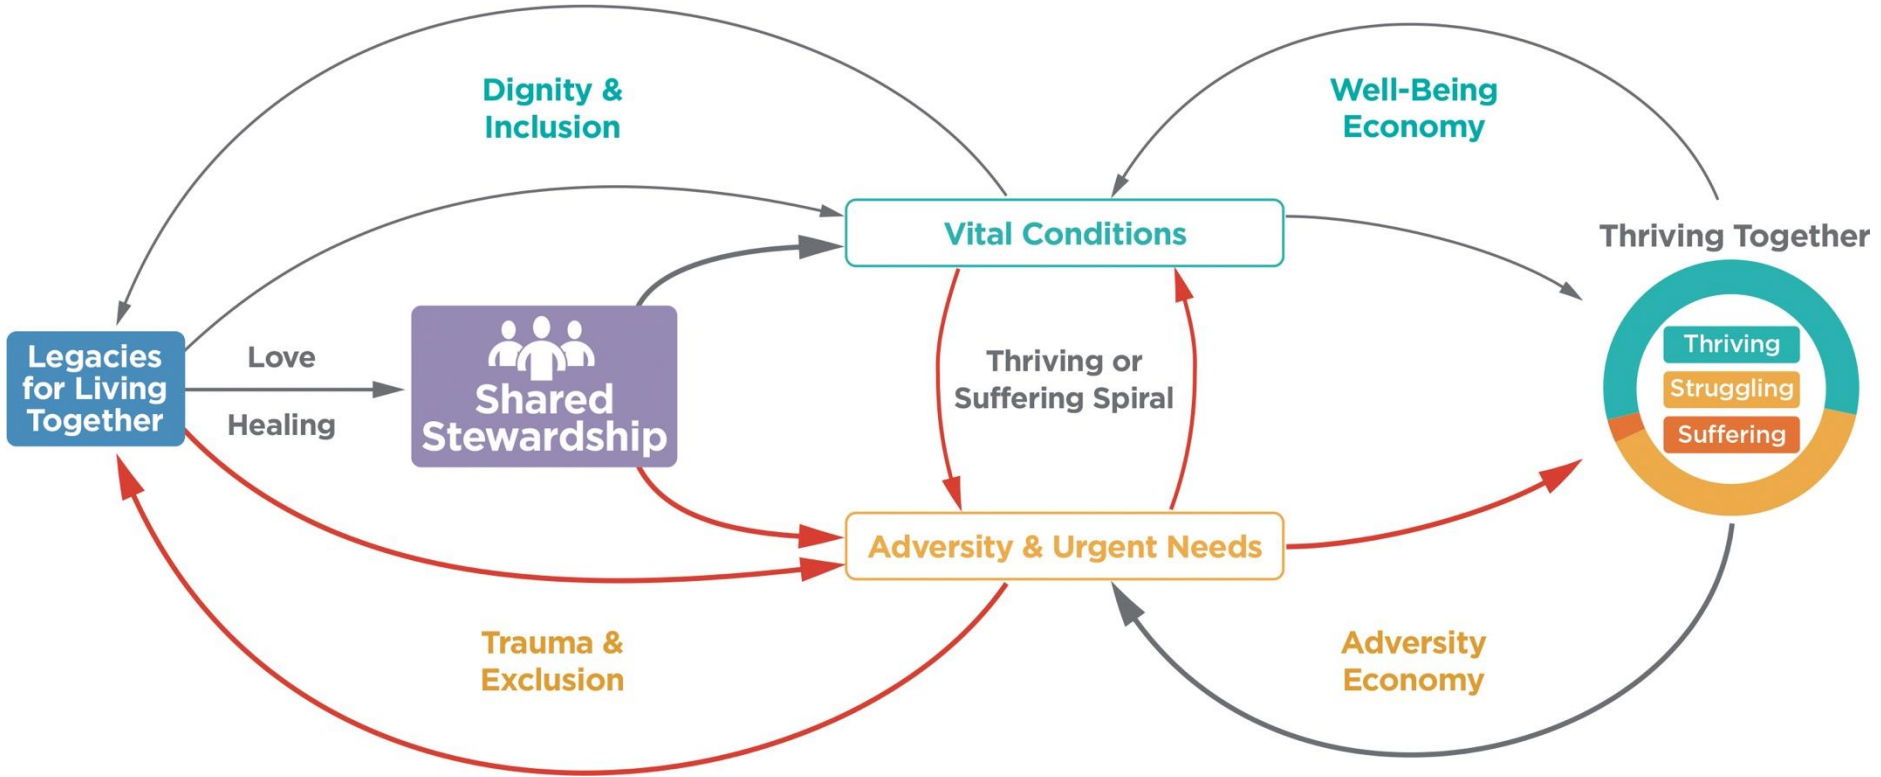 Dignity &
Inclusion
Well-Being
Economy
Vital Conditions
Thriving Together
Legacies
for Living
Together
Love
Healing
Shared
Stewardship
Thriving or
Suffering Spiral
Thriving
Struggling
Suffering
Adversity & Urgent Needs
Trauma &
Exclusion
Adversity
Economy